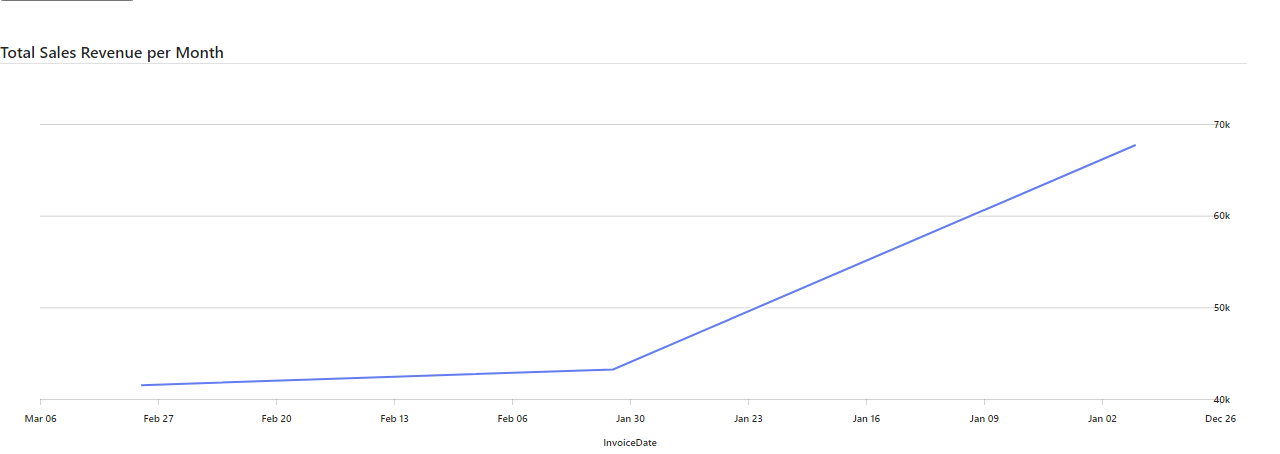 Total Sales Revenue per Month
70k
60k
50k
40k
Mar 06 Feb 27 Feb 20 Feb 13 Feb 06 Jan 30 Jan 23 Jan 16 Jan 09 Jan 02 Dec 26
InvoiceDate